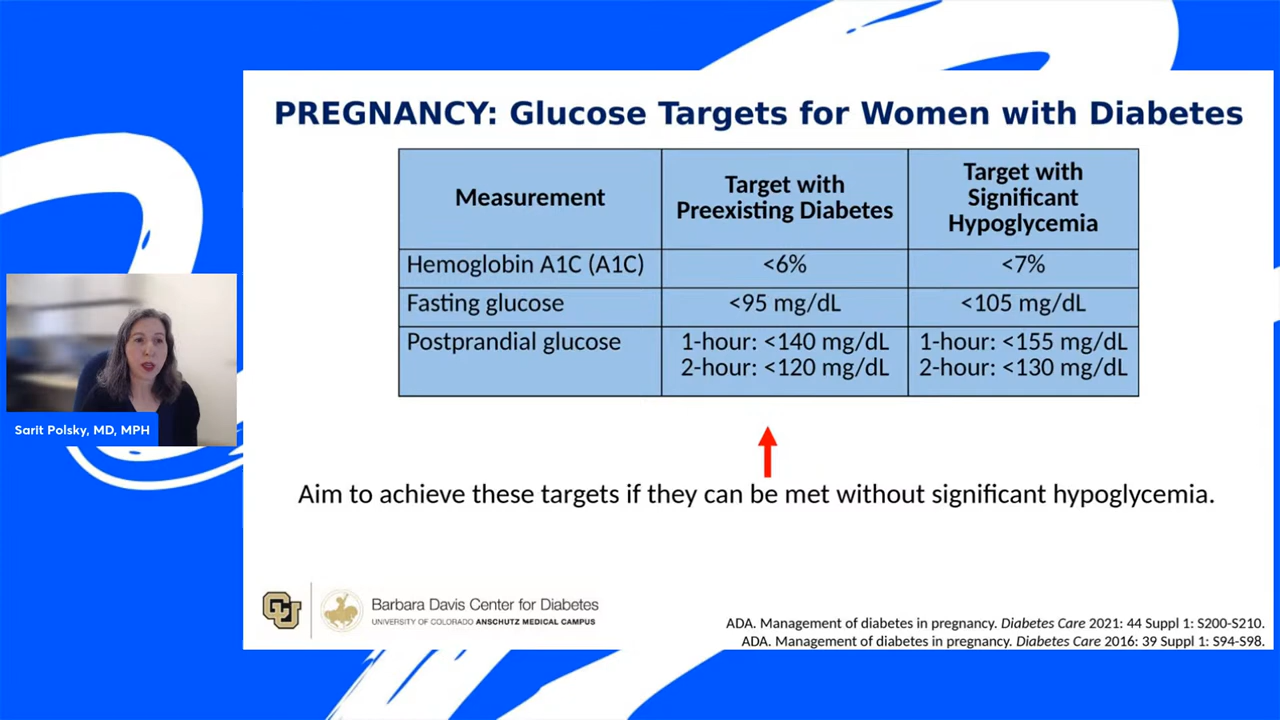 PREGNANCY: Glucose Targets for Women with Diabetes
Measurement
Target with
Preexisting Diabetes
Target with
Significant
Hypoglycemia
Hemoglobin A1C (A1C)
<6%
<7%
Fasting glucose
<95 mg/dL
<105 mg/dL
Postprandial glucose
1-hour: <140 mg/dL
2-hour: <120 mg/dL
1-hour: <155 mg/dL
2-hour: <130 mg/dL
Sarit Polsky, MD, MPH
Aim to achieve these targets if they can be met without significant hypoglycemia.
CU
Barbara Davis Center for Diabetes
UNIVERSITY OF COLORADO ANSCHUTZ MEDICAL CAMPUS
ADA. Management of diabetes in pregnancy. Diabetes Care 2021: 44 Suppl 1: S200-S210.
ADA. Management of diabetes in pregnancy. Diabetes Care 2016: 39 Suppl 1: S94-S98.